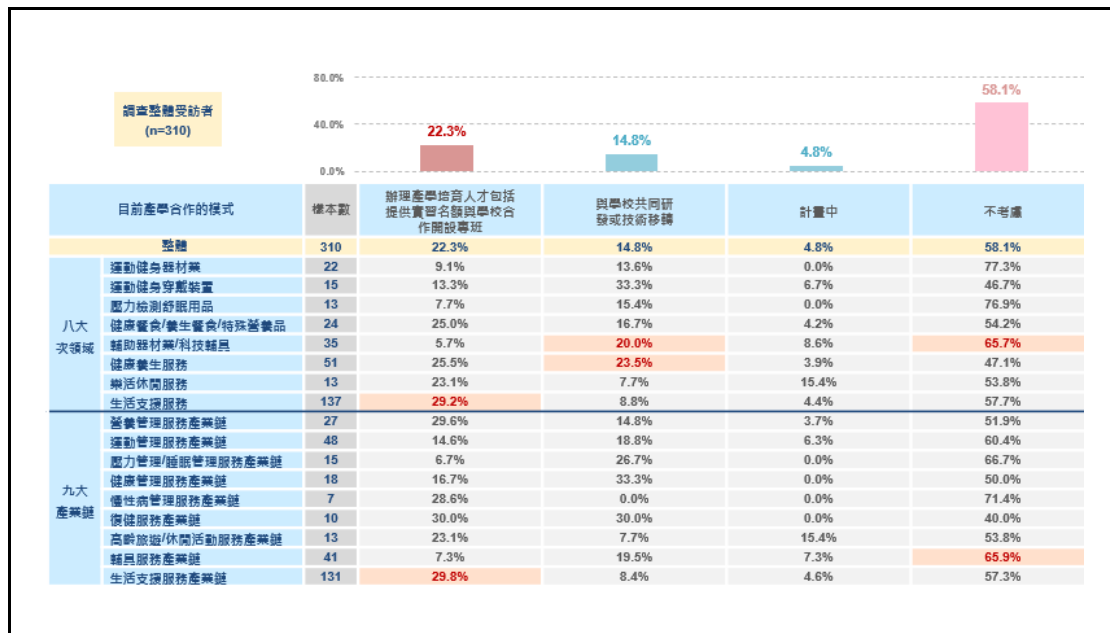 80.0%
58.1%
調查整體受訪者
(n=310)
40.0%
22.3%
14.8%
4.8%
0.0%
目前產學合作的模式 樣本數 辦理產學培育人才包括提供實習名額與學校合作開設專班 與學校共同研發或技術移轉 計畫中 不考慮
整體 310 22.3% 14.8% 4.8% 58.1%
八大次領域
運動健身器材業 22 9.1% 13.6% 0.0% 77.3%
運動健身穿戴裝置 15 13.3% 33.3% 6.7% 46.7%
壓力檢測舒眠用品 13 7.7% 15.4% 0.0% 76.9%
健康餐食/養生餐食/特殊營養品 24 25.0% 16.7% 4.2% 54.2%
輔助器材業/科技輔具 35 5.7% 20.0% 8.6% 65.7%
健康養生服務 51 25.5% 23.5% 3.9% 47.1%
樂活休閒服務 13 23.1% 7.7% 15.4% 53.8%
生活支援服務 137 29.2% 8.8% 4.4% 57.7%
九大產業鏈
營養管理服務產業鏈 27 29.6% 14.8% 3.7% 51.9%
運動管理服務產業鏈 48 14.6% 18.8% 6.3% 60.4%
壓力管理/睡眠管理服務產業鏈 15 6.7% 26.7% 0.0% 66.7%
健康管理服務產業鏈 18 16.7% 33.3% 0.0% 50.0%
慢性病管理服務產業鏈 7 28.6% 0.0% 0.0% 71.4%
復健服務產業鏈 10 30.0% 30.0% 0.0% 40.0%
高齡旅遊/休閒活動服務產業鏈 13 23.1% 7.7% 15.4% 53.8%
輔具服務產業鏈 41 7.3% 19.5% 7.3% 65.9%
生活支援服務產業鏈 131 29.8% 8.4% 4.6% 57.3%